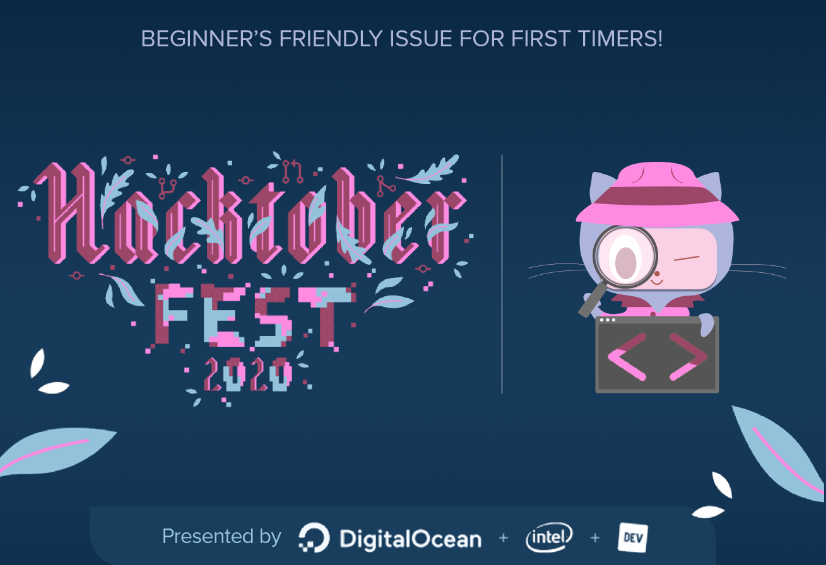 BEGINNER’S FRIENDLY ISSUE FOR FIRST TIMERS!
Hacktober
FEST
2020
< >
Presented by DigitalOcean + intel + DEV